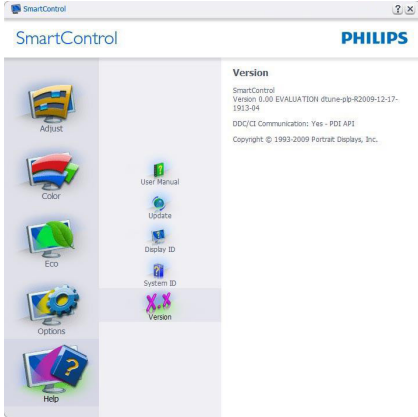 SmartControl
SmartControl
PHILIPS
Adjust
Color
Eco
Options
Help
User Manual
Update
Display ID
System ID
X.X
Version
Version
SmartControl
Version 0.00 EVALUATION dtune-plp-R2009-12-17-
1913-04
DDC/CI Communication: Yes - PDI API
Copyright © 1993-2009 Portrait Displays, Inc.